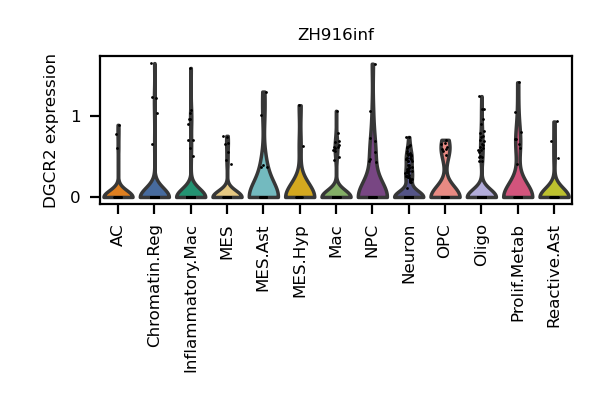 ZH916inf
DGCR2 expression
1
0
AC
Chromatin.Reg
Inflammatory.Mac
MES
MES.Ast
MES.Hyp
Mac
NPC
Neuron
OPC
Oligo
Prolif.Metab
Reactive.Ast